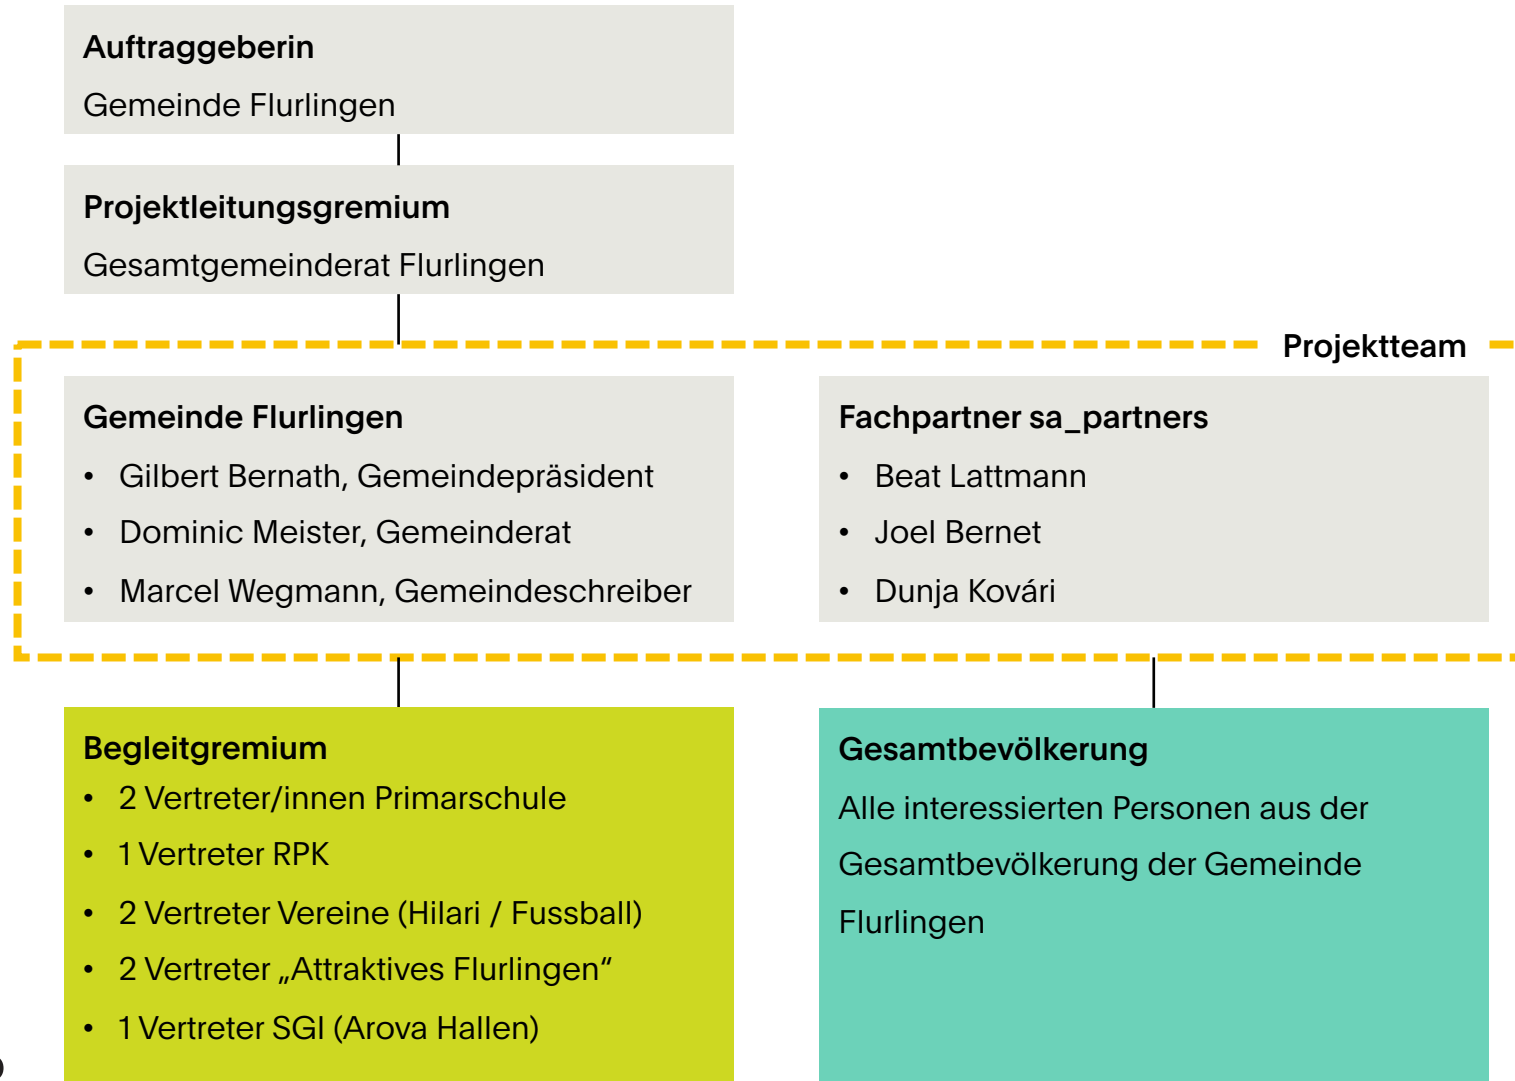 Auftraggeberin
Gemeinde Flurlingen
Projektleitungsgremium
Gesamtgemeinderat Flurlingen
Projektteam
Gemeinde Flurlingen
• Gilbert Bernath, Gemeindepräsident
• Dominic Meister, Gemeinderat
• Marcel Wegmann, Gemeindeschreiber
Fachpartner sa_partners
• Beat Lattmann
• Joel Bernet
• Dunja Kovári
Begleitgremium
• 2 Vertreter/innen Primarschule
• 1 Vertreter RPK
• 2 Vertreter Vereine (Hilari / Fussball)
• 2 Vertreter „Attraktives Flurlingen“
• 1 Vertreter SGI (Arova Hallen)
Gesamtbevölkerung
Alle interessierten Personen aus der
Gesamtbevölkerung der Gemeinde
Flurlingen